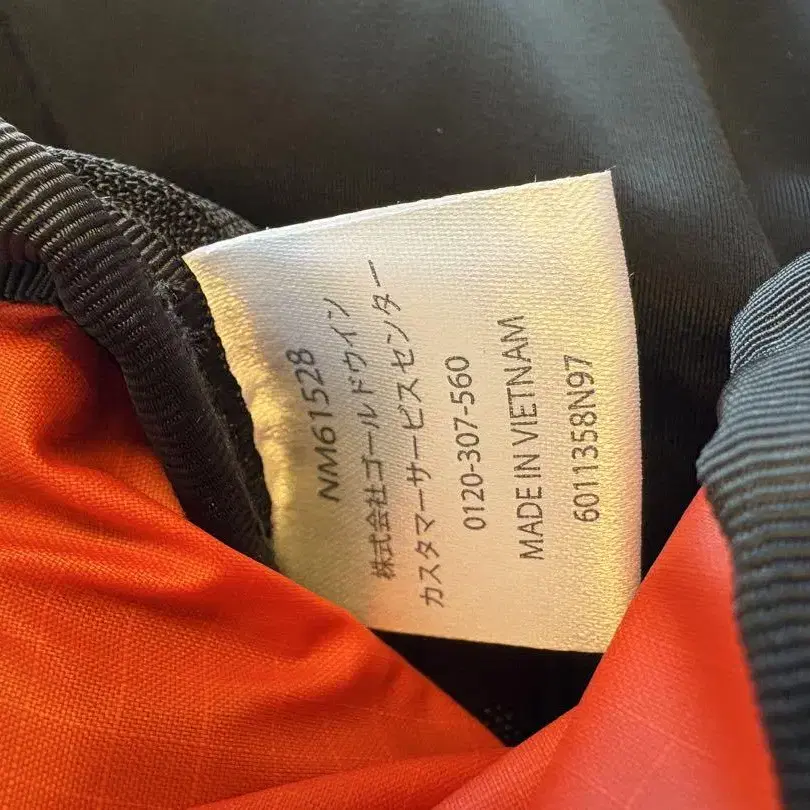 NM61528
株式会社ゴールドウイン
カスタマーサービスセンター
0120-307-560
MADE IN VIETNAM
6011358N97